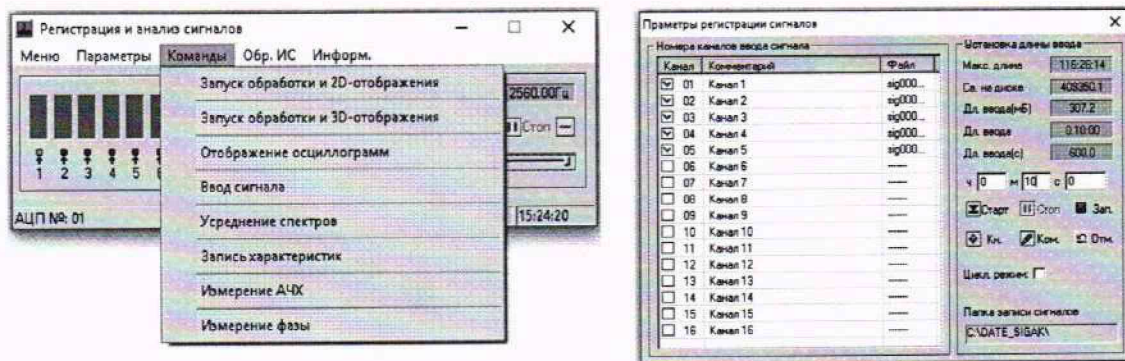 Регистрация и анализ сигналов
Меню Параметры Команды Обр. ИС Информ.
Запуск обработки и 2D-отображения
2560.00Гц
Запуск обработки и 3D-отображения
Стоп
Отображение осциллограмм
1 2 3 4 5 6
Ввод сигнала
АЦП №: 01
15:24:20
Усреднение спектров
Запись характеристик
Измерение АЧХ
Измерение фазы
Праметры регистрации сигналов
Номера каналов ввода сигнала
Канал Комментарий Файл
01 Канал 1 sig000...
02 Канал 2 sig000...
03 Канал 3 sig000...
04 Канал 4 sig000...
05 Канал 5 sig000...
06 Канал 6 ------
07 Канал 7 ------
08 Канал 8 ------
09 Канал 9 ------
10 Канал 10 ------
11 Канал 11 ------
12 Канал 12 ------
13 Канал 13 ------
14 Канал 14 ------
15 Канал 15 ------
16 Канал 16 ------
Установка длины ввода
Макс. длина 116:26:14
Св. на диске 409350.1
Дл. ввода(мБ) 307.2
Дл. ввода 0:10:00
Дл. ввода(с) 600.0
ч 0 м 10 с 0
Старт Стоп Зап.
Кн. Ком. Отм.
Цикл. режим:
Папка записи сигналов
C:\DATE_SIGAK\